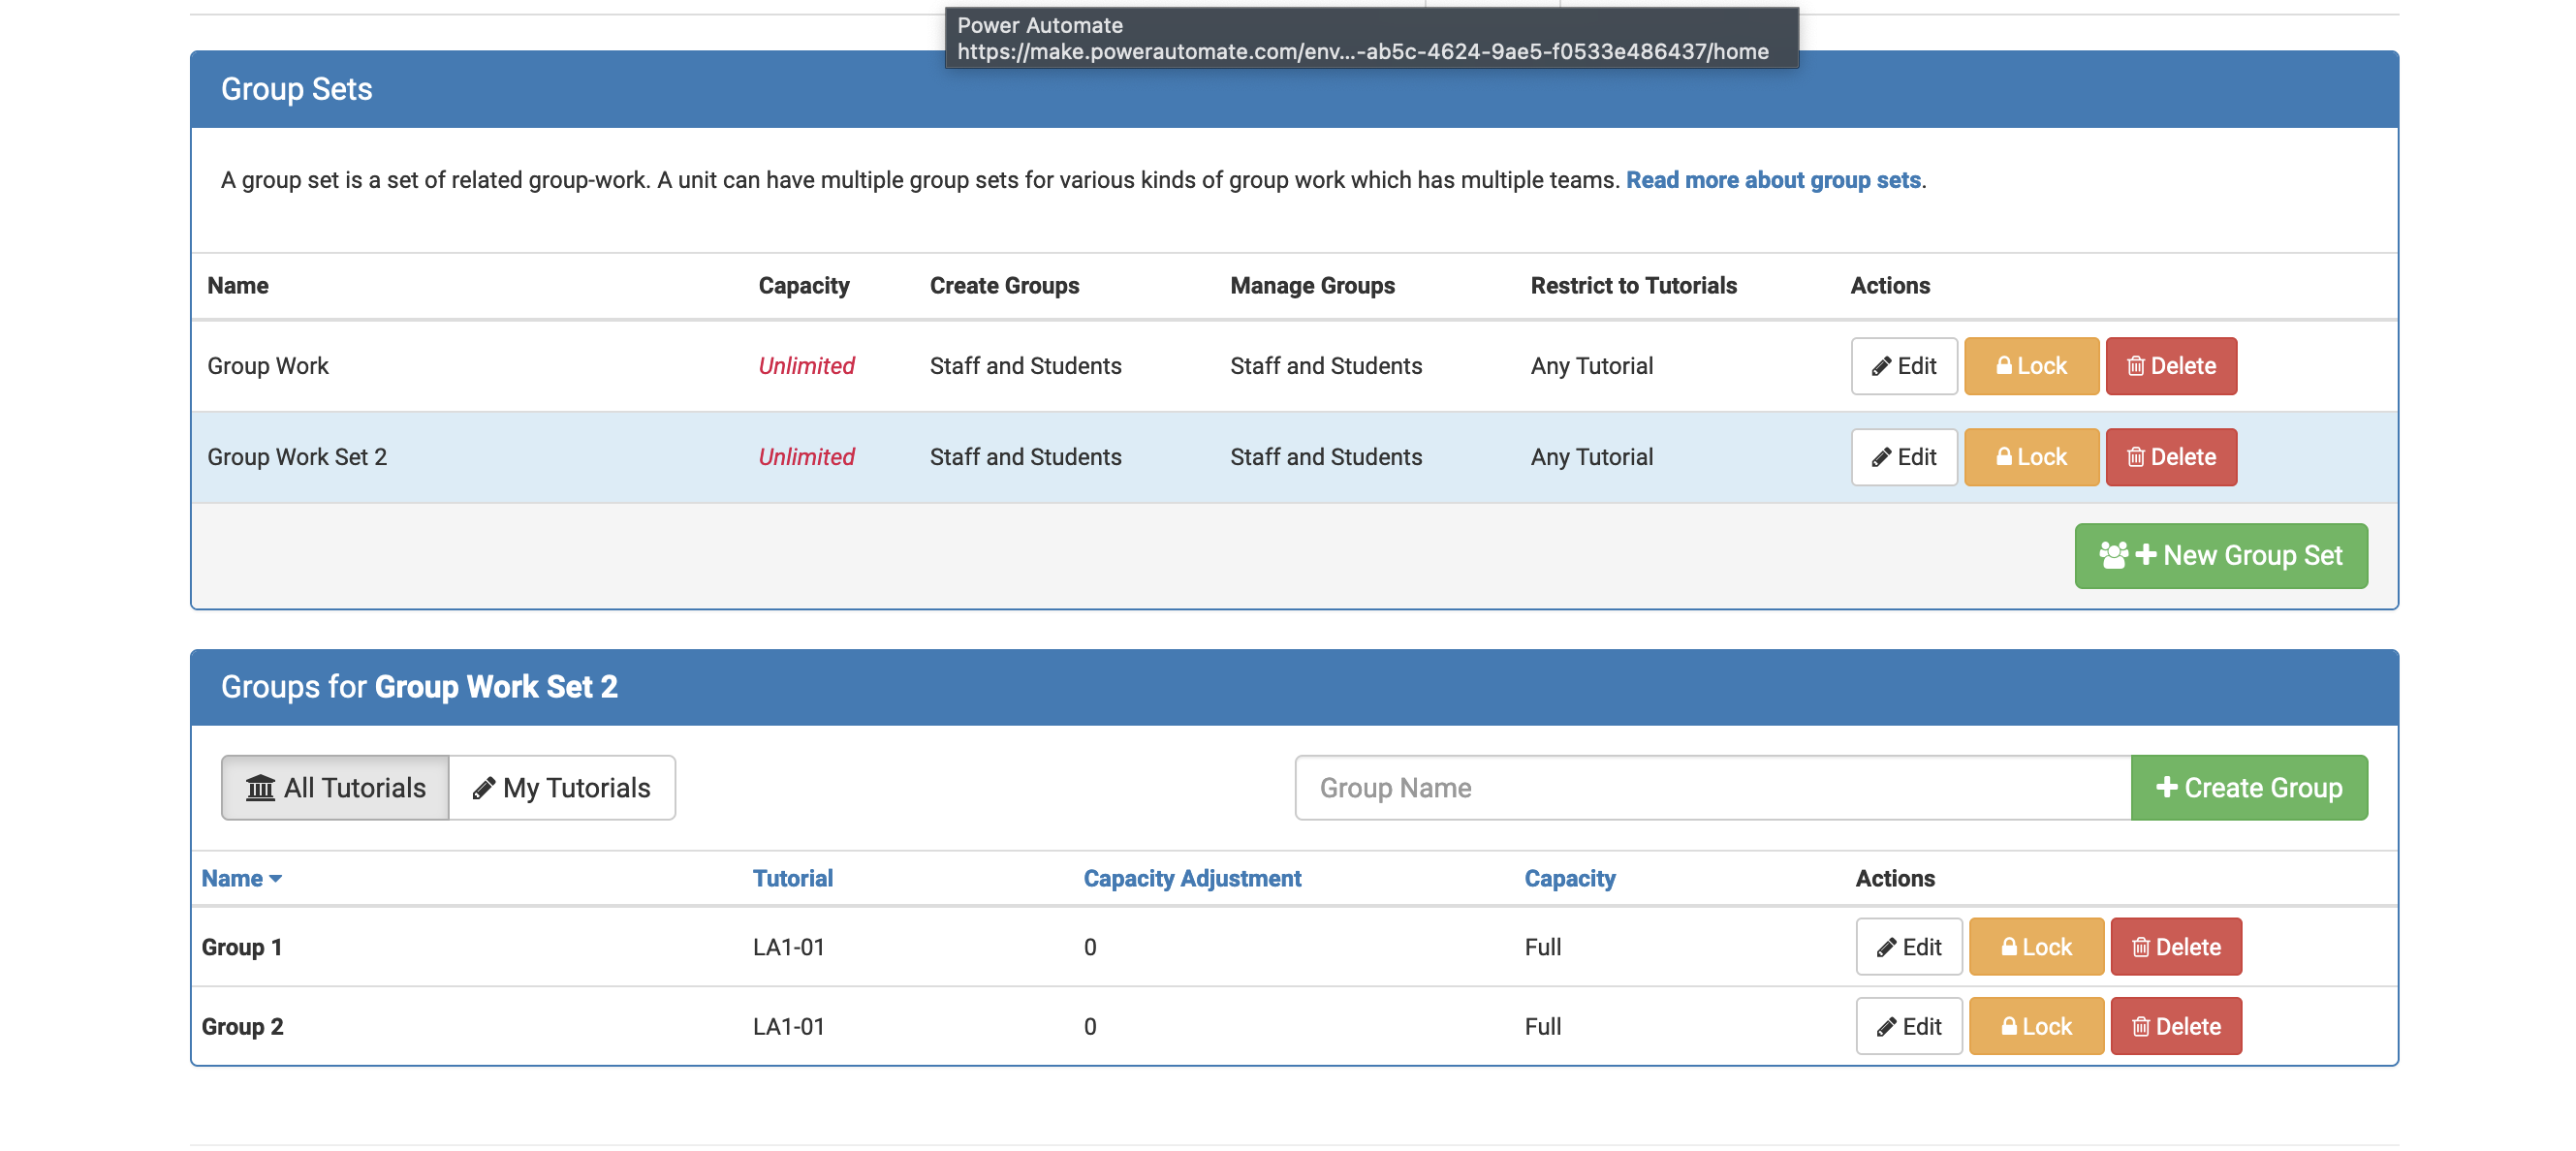 Power Automate
https://make.powerautomate.com/env...-ab5c-4624-9ae5-f0533e486437/home
Group Sets
A group set is a set of related group-work. A unit can have multiple group sets for various kinds of group work which has multiple teams. Read more about group sets.
Name Capacity Create Groups Manage Groups Restrict to Tutorials Actions
Group Work Unlimited Staff and Students Staff and Students Any Tutorial Edit Lock Delete
Group Work Set 2 Unlimited Staff and Students Staff and Students Any Tutorial Edit Lock Delete
+ New Group Set
Groups for Group Work Set 2
All Tutorials My Tutorials Group Name + Create Group
Name Tutorial Capacity Adjustment Capacity Actions
Group 1 LA1-01 0 Full Edit Lock Delete
Group 2 LA1-01 0 Full Edit Lock Delete